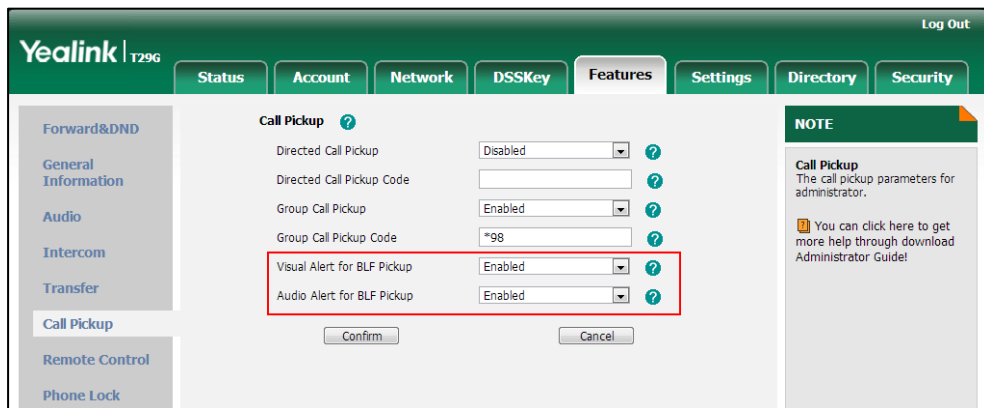 Log Out
Yealink | T29G
Status Account Network DSSKey Features Settings Directory Security
Forward&DND
General
Information
Audio
Intercom
Transfer
Call Pickup
Remote Control
Phone Lock
Call Pickup ?
Directed Call Pickup Disabled ?
Directed Call Pickup Code ?
Group Call Pickup Enabled ?
Group Call Pickup Code *98 ?
Visual Alert for BLF Pickup Enabled ?
Audio Alert for BLF Pickup Enabled ?
Confirm Cancel
NOTE
Call Pickup
The call pickup parameters for
administrator.
? You can click here to get
more help through download
Administrator Guide!